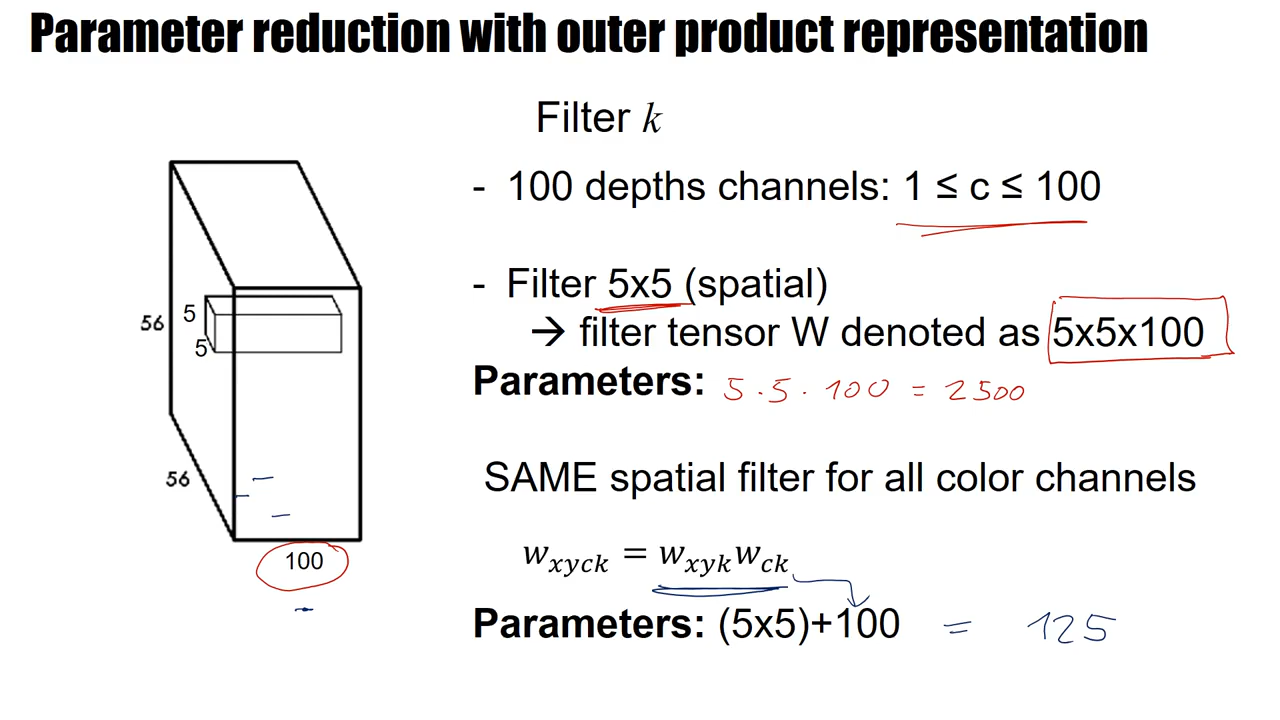 Parameter reduction with outer product representation
Filter k
- 100 depths channels: 1 ≤ c ≤ 100
- Filter 5x5 (spatial)
→ filter tensor W denoted as 5x5x100
Parameters: 5 · 5 · 100 = 2500
SAME spatial filter for all color channels
w_xyck = w_xyk w_ck
Parameters: (5x5)+100 = 125
56
5
5
56
100